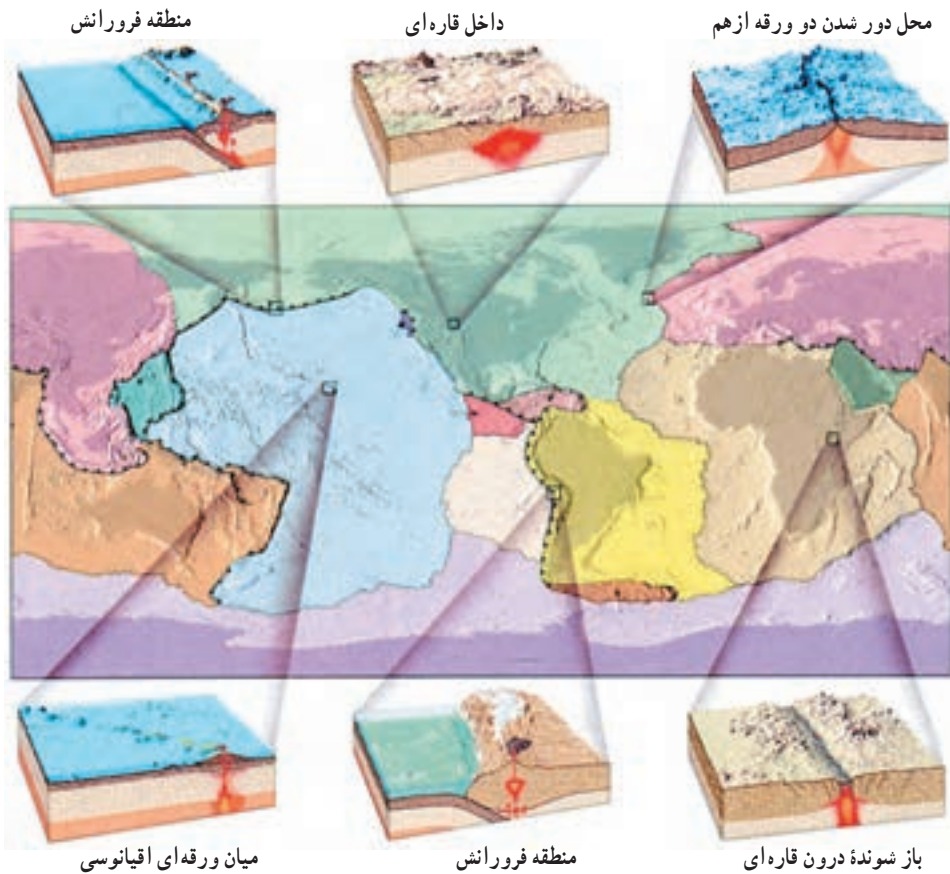 محل دور شدن دو ورقه ازهم
داخل قاره‌ای
منطقه فرورانش
باز شوندهٔ درون قاره‌ای
منطقه فرورانش
میان ورقه‌ای اقیانوسی